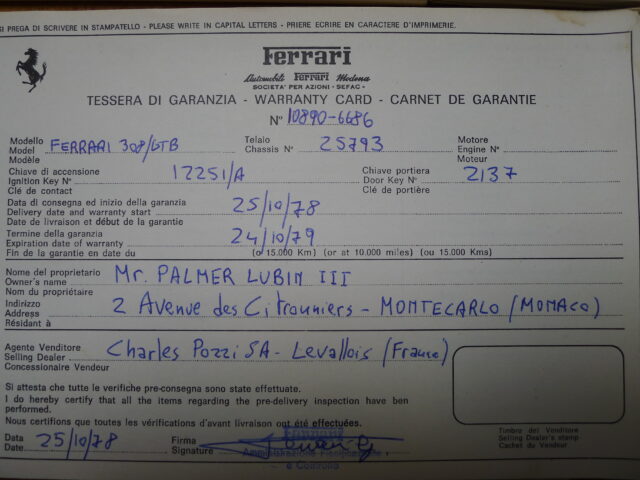 SI PREGA DI SCRIVERE IN STAMPATELLO - PLEASE WRITE IN CAPITAL LETTERS - PRIERE ECRIRE EN CARACTERE D'IMPRIMERIE.
Ferrari
Automobili Ferrari Modena
SOCIETA' PER AZIONI - SEFAC -
TESSERA DI GARANZIA - WARRANTY CARD - CARNET DE GARANTIE
N° 10890-6686
Modello Telaio Motore
Model FERRARI 308/GTB Chassis N° 25793 Engine N°
Modèle Moteur
Chiave di accensione Chiave portiera
Ignition Key N° 12251/A Door Key N° 2137
Clé de contact Clé de portière
Data di consegna ed inizio della garanzia
Delivery date and warranty start 25/10/78
Date de livraison et début de la garantie
Termine della garanzia
Expiration date of warranty 24/10/79
Fin de la garantie en date du (o 15.000 Km) (or at 10.000 miles) (ou 15.000 Kms)
Nome del proprietario
Owner's name Mr. PALMER LUBIN III
Nom du propriétaire
Indirizzo
Address 2 Avenue des Citronniers - MONTECARLO (MONACO)
Résidant à
Agente Venditore
Selling Dealer Charles Pozzi SA - Levallois (France)
Concessionaire Vendeur
Si attesta che tutte le verifiche pre-consegna sono state effettuate.
I do hereby certify that all the items regarding the pre-delivery inspection have ben
performed.
Nous certifions que toutes les vérifications d'avant livraison ont été effectuées.
Timbro del Venditore
Selling Dealer's stamp
Cachet du Vendeur
Data 25/10/78 Firma
Date Signature